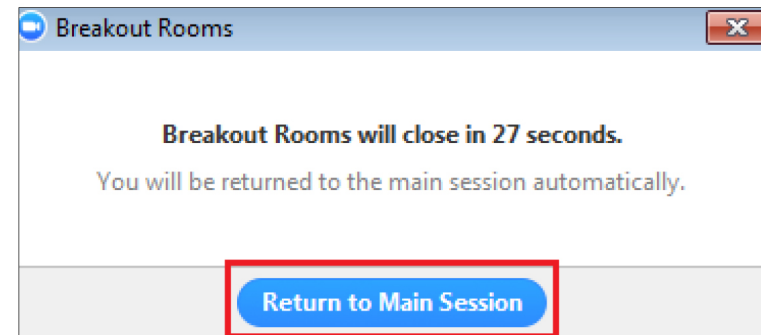 Breakout Rooms
Breakout Rooms will close in 27 seconds.
You will be returned to the main session automatically.
Return to Main Session